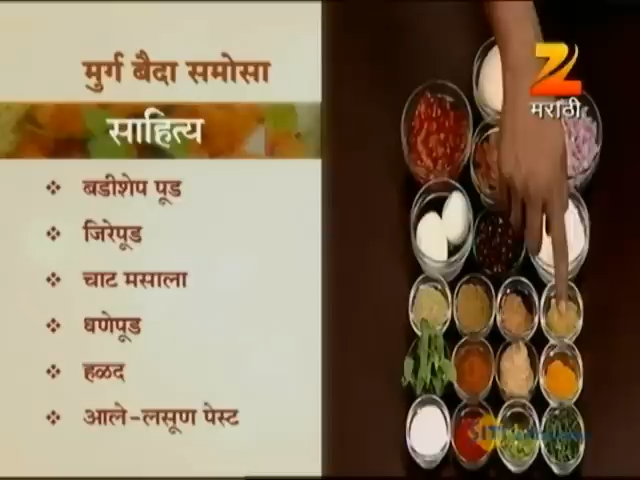 मुर्ग बैदा समोसा
साहित्य
बडीशेप पूड
जिरेपूड
चाट मसाला
धणेपूड
हळद
आले-लसूण पेस्ट
मराठी